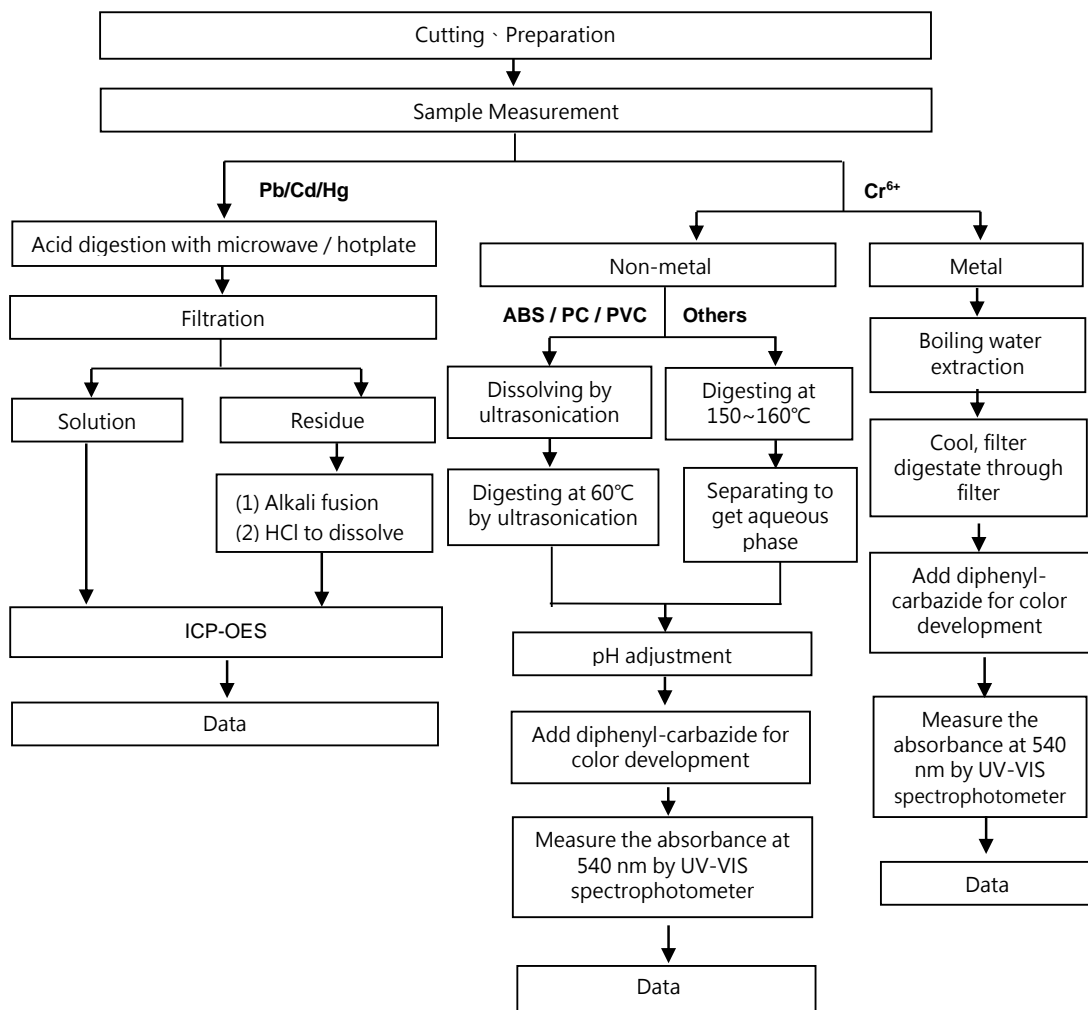 Cutting、Preparation
Sample Measurement
Pb/Cd/Hg
Acid digestion with microwave / hotplate
Filtration
Solution
Residue
(1) Alkali fusion
(2) HCl to dissolve
ICP-OES
Data
Cr⁶⁺
Non-metal
ABS / PC / PVC
Others
Dissolving by
ultrasonication
Digesting at 60℃
by ultrasonication
Digesting at
150~160℃
Separating to
get aqueous
phase
pH adjustment
Add diphenyl-carbazide for
color development
Measure the absorbance at
540 nm by UV-VIS
spectrophotometer
Data
Metal
Boiling water
extraction
Cool, filter
digestate through
filter
Add diphenyl-
carbazide for color
development
Measure the
absorbance at 540
nm by UV-VIS
spectrophotometer
Data